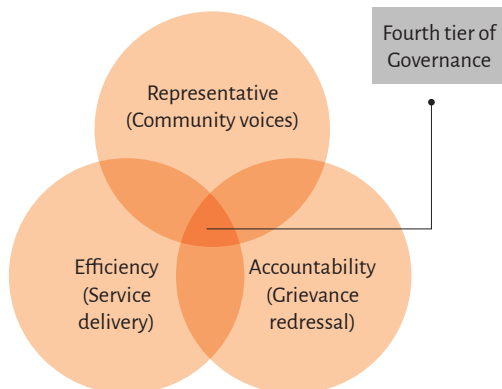 Fourth tier of
Governance
Representative
(Community voices)
Efficiency
(Service
delivery)
Accountability
(Grievance
redressal)